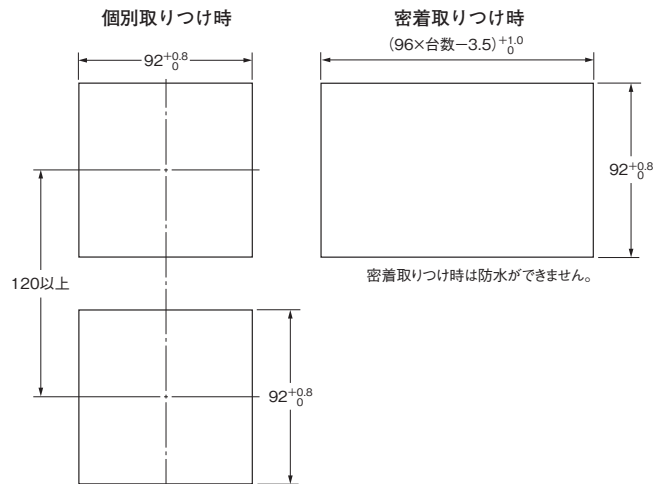 個別取りつけ時
92+0.8 0
120以上
92+0.8 0
密着取りつけ時
(96×台数−3.5)+1.0 0
92+0.8 0
密着取りつけ時は防水ができません。